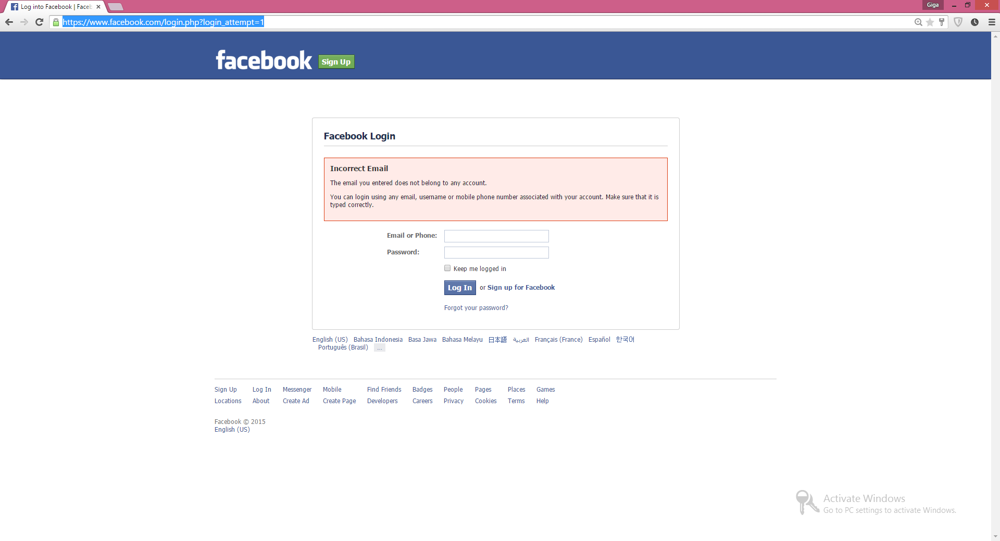 Log into Facebook | Faceb
Giga
https://www.facebook.com/login.php?login_attempt=1
facebook Sign Up
Facebook Login
Incorrect Email
The email you entered does not belong to any account.
You can login using any email, username or mobile phone number associated with your account. Make sure that it is
typed correctly.
Email or Phone:
Password:
Keep me logged in
Log In or Sign up for Facebook
Forgot your password?
English (US) Bahasa Indonesia Basa Jawa Bahasa Melayu 日本語 العربية Français (France) Español 한국어
Português (Brasil) ...
Sign Up Log In Messenger Mobile Find Friends Badges People Pages Places Games
Locations About Create Ad Create Page Developers Careers Privacy Cookies Terms Help
Facebook © 2015
English (US)
Activate Windows
Go to PC settings to activate Windows.